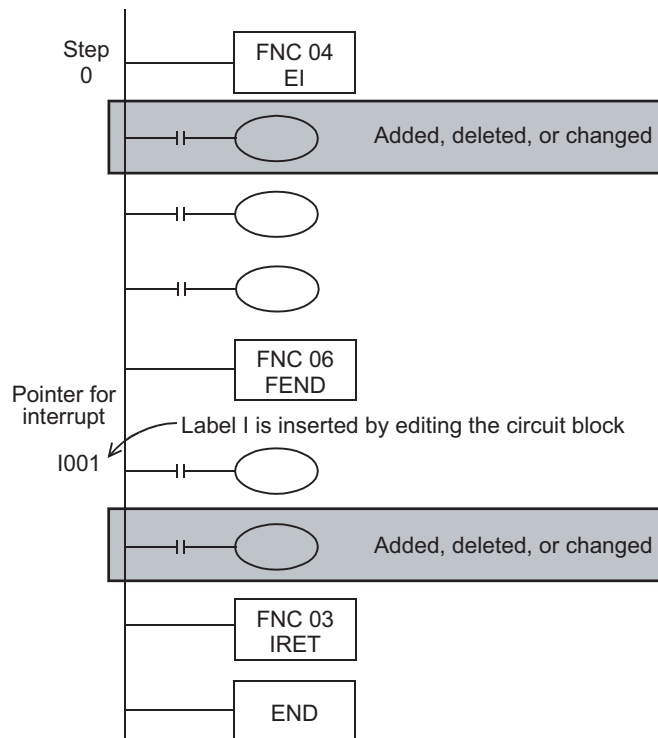 Step
0
FNC 04
EI
Added, deleted, or changed
FNC 06
FEND
Pointer for
interrupt
Label I is inserted by editing the circuit block
I001
Added, deleted, or changed
FNC 03
IRET
END